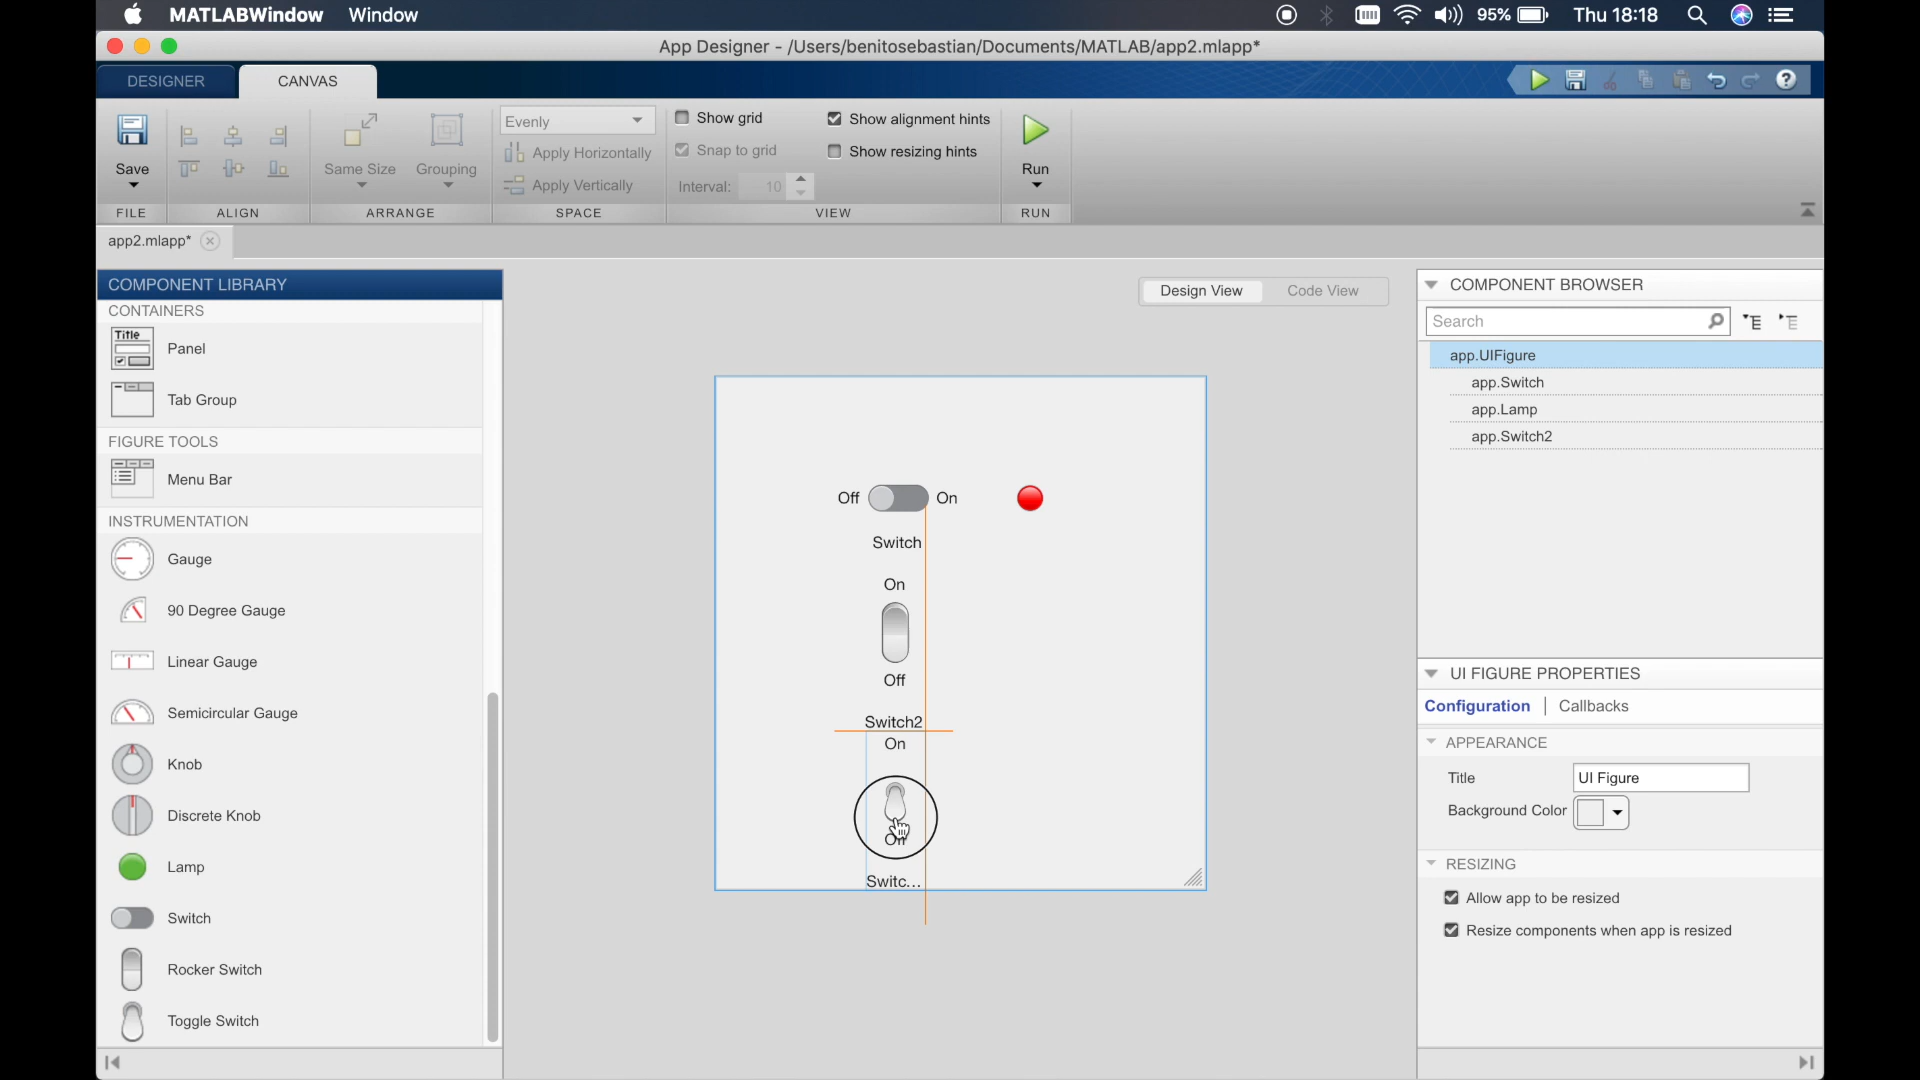 MATLABWindow Window
95% Thu 18:18
App Designer - /Users/benitosebastian/Documents/MATLAB/app2.mlapp*
DESIGNER
CANVAS
Save
FILE
ALIGN
Same Size
Grouping
ARRANGE
Evenly
Apply Horizontally
Apply Vertically
SPACE
Show grid
Snap to grid
Interval: 10
Show alignment hints
Show resizing hints
VIEW
Run
RUN
app2.mlapp*
COMPONENT LIBRARY
CONTAINERS
Title
Panel
Tab Group
FIGURE TOOLS
Menu Bar
INSTRUMENTATION
Gauge
90 Degree Gauge
Linear Gauge
Semicircular Gauge
Knob
Discrete Knob
Lamp
Switch
Rocker Switch
Toggle Switch
Design View
Code View
Off On
Switch
On
Off
Switch2
On
Switc...
COMPONENT BROWSER
Search
app.UIFigure
app.Switch
app.Lamp
app.Switch2
UI FIGURE PROPERTIES
Configuration | Callbacks
APPEARANCE
Title UI Figure
Background Color
RESIZING
Allow app to be resized
Resize components when app is resized